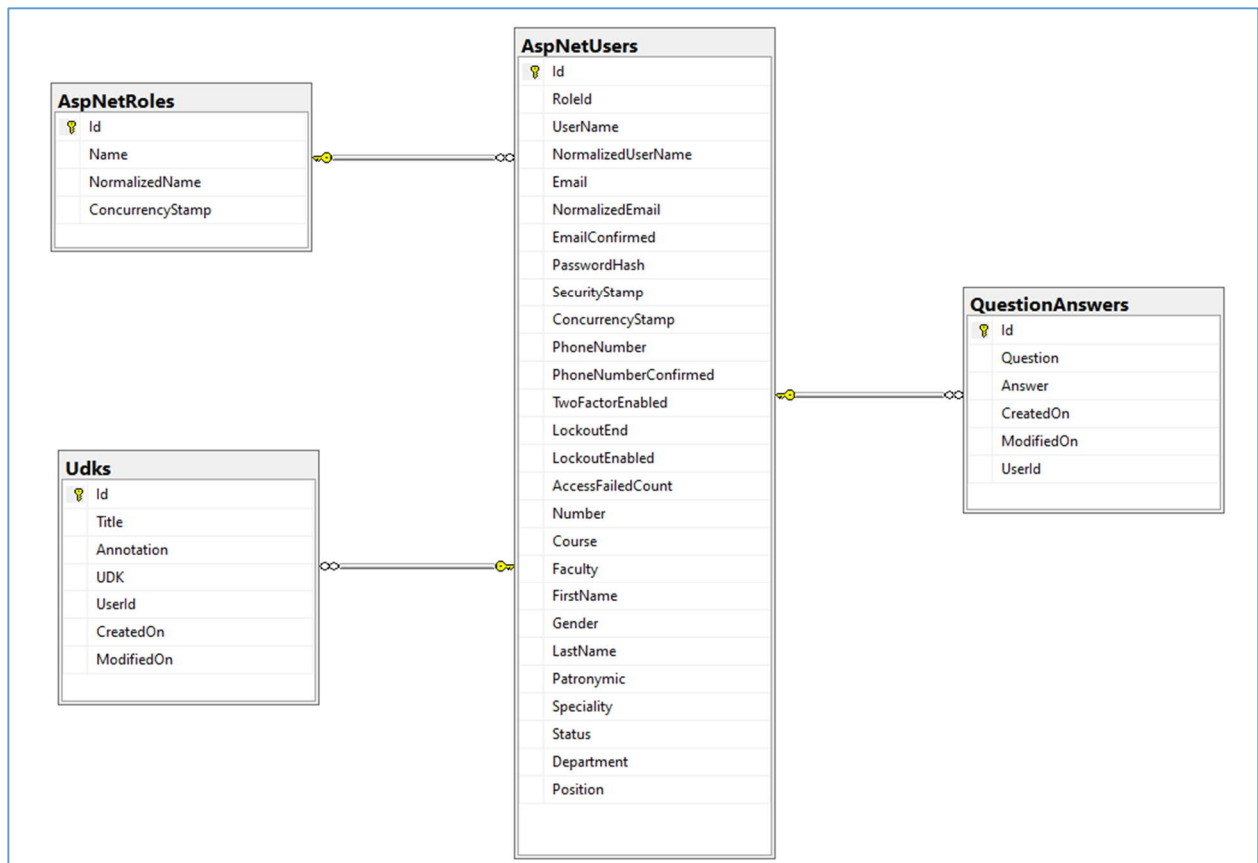 AspNetRoles
Id
Name
NormalizedName
ConcurrencyStamp
Udks
Id
Title
Annotation
UDK
UserId
CreatedOn
ModifiedOn
AspNetUsers
Id
RoleId
UserName
NormalizedUserName
Email
NormalizedEmail
EmailConfirmed
PasswordHash
SecurityStamp
ConcurrencyStamp
PhoneNumber
PhoneNumberConfirmed
TwoFactorEnabled
LockoutEnd
LockoutEnabled
AccessFailedCount
Number
Course
Faculty
FirstName
Gender
LastName
Patronymic
Speciality
Status
Department
Position
QuestionAnswers
Id
Question
Answer
CreatedOn
ModifiedOn
UserId